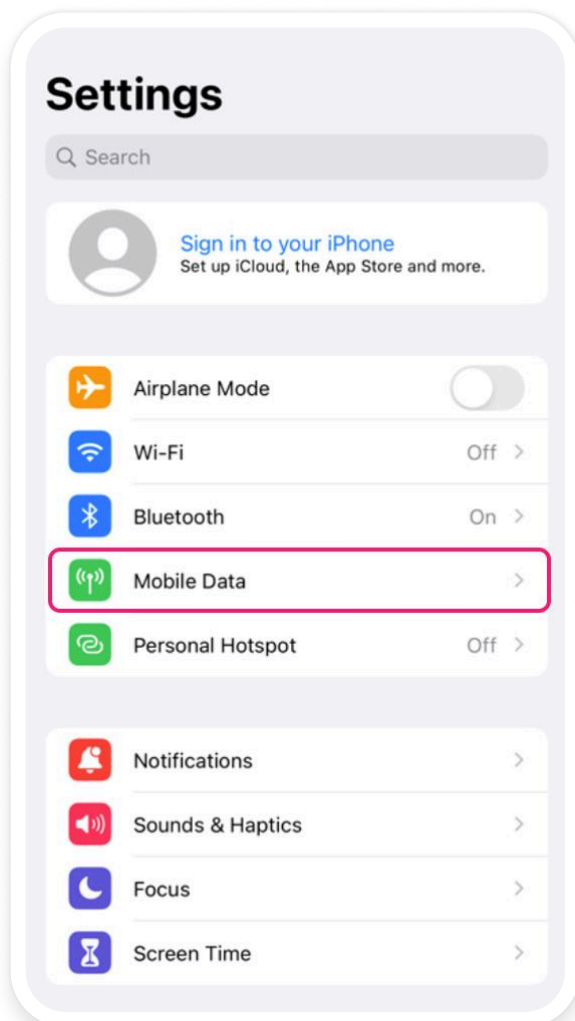 Settings
Search
Sign in to your iPhone
Set up iCloud, the App Store and more.
Airplane Mode
Wi-Fi Off
Bluetooth On
Mobile Data
Personal Hotspot Off
Notifications
Sounds & Haptics
Focus
Screen Time